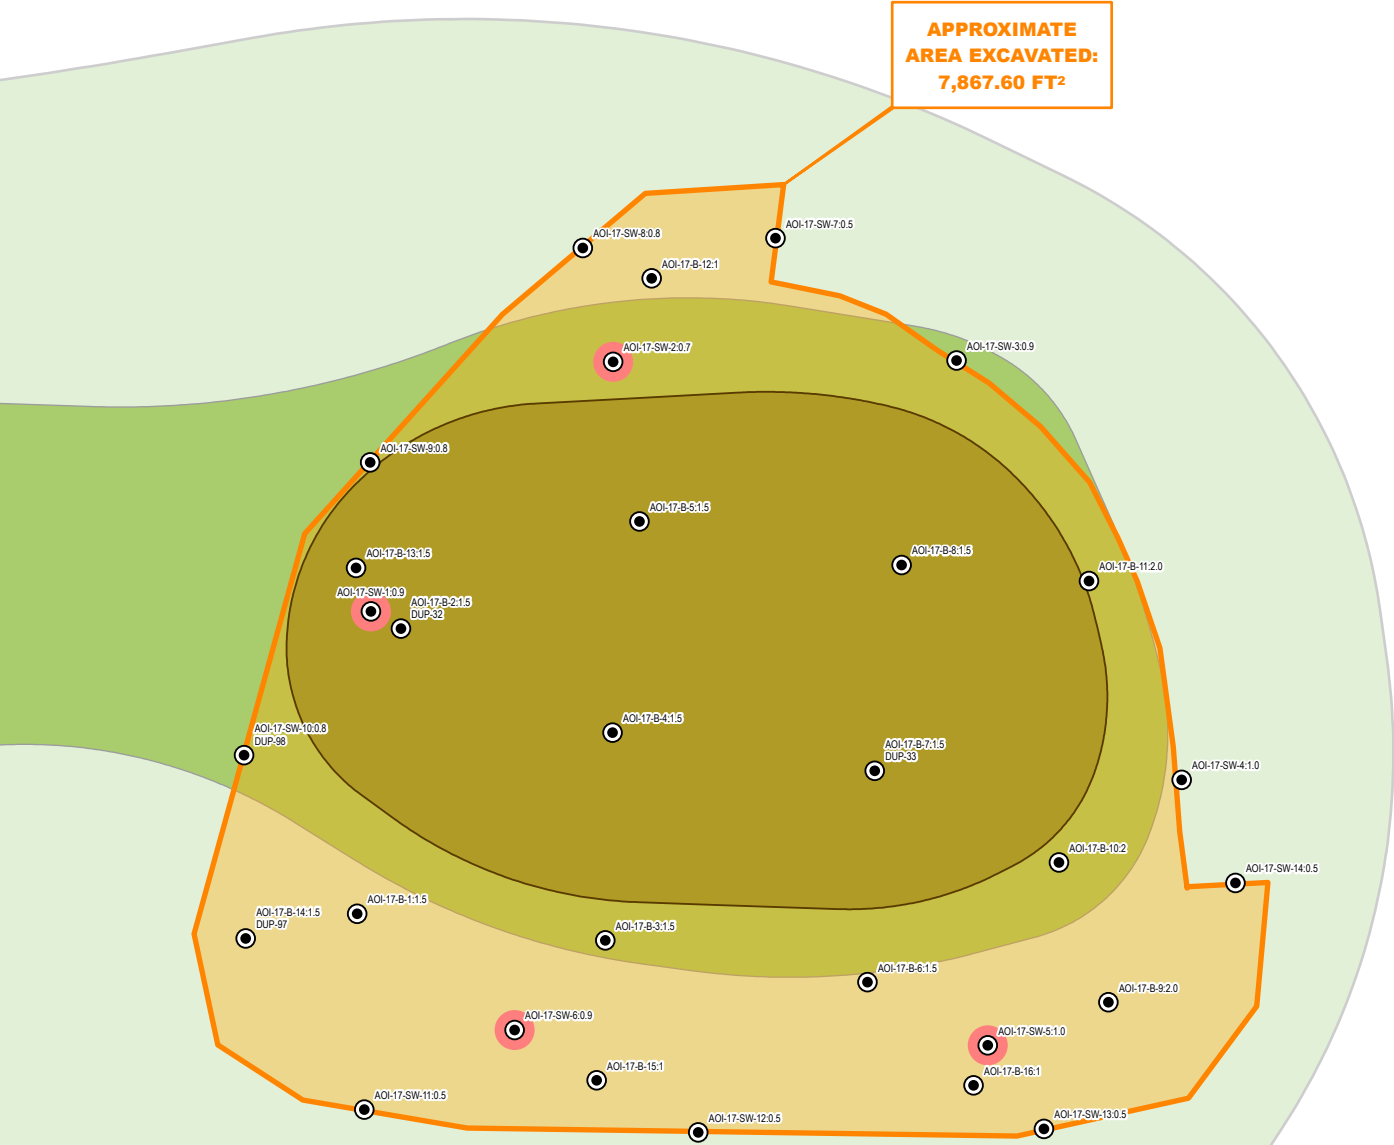 APPROXIMATE
AREA EXCAVATED:
7,867.60 FT²
AOI-17-SW-7:0.5
AOI-17-SW-8:0.8
AOI-17-B-12:1
AOI-17-SW-2:0.7
AOI-17-SW-3:0.9
AOI-17-SW-9:0.8
AOI-17-B-5:1.5
AOI-17-B-13:1.5
AOI-17-B-8:1.5
AOI-17-B-11:2.0
AOI-17-SW-1:0.9
AOI-17-B-2:1.5
DUP-32
AOI-17-B-4:1.5
AOI-17-SW-10:0.8
DUP-98
AOI-17-B-7:1.5
DUP-33
AOI-17-SW-4:1.0
AOI-17-B-10:2
AOI-17-SW-14:0.5
AOI-17-B-1:1.5
AOI-17-B-14:1.5
DUP-97
AOI-17-B-3:1.5
AOI-17-B-6:1.5
AOI-17-B-9:2.0
AOI-17-SW-6:0.9
AOI-17-SW-5:1.0
AOI-17-B-15:1
AOI-17-B-16:1
AOI-17-SW-11:0.5
AOI-17-SW-12:0.5
AOI-17-SW-13:0.5